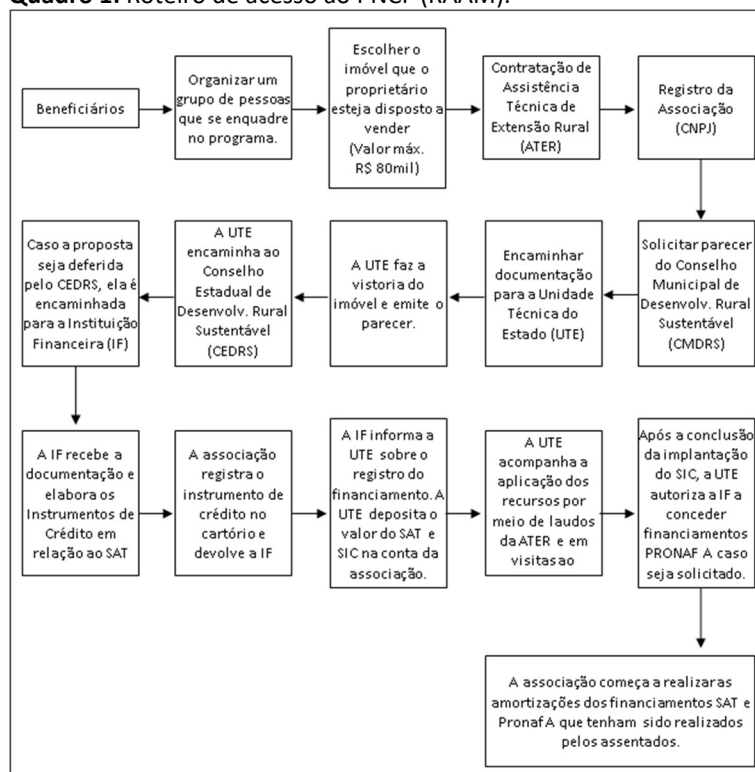 Quadro 1: Roteiro de acesso ao PNCF (RAAM).
Beneficiários
Organizar um
grupo de pessoas
que se enquadre
no programa.
Escolher o
imóvel que o
proprietário
esteja disposto a
vender
(Valor máx.
R$ 80mil)
Contratação de
Assistência
Técnica de
Extensão Rural
(ATER)
Registro da
Associação
(CNPJ)
Solicitar parecer
do Conselho
Municipal de
Desenvolv. Rural
Sustentável
(CMDRS)
Encaminhar
documentação
para a Unidade
Técnica do
Estado (UTE)
A UTE faz a
vistoria do
imóvel e emite o
parecer.
A UTE
encaminha ao
Conselho
Estadual de
Desenvolv. Rural
Sustentável
(CEDRS)
Caso a proposta
seja deferida
pelo CEDRS, ela é
encaminhada
para a Instituição
Financeira (IF)
A IF recebe a
documentação e
elabora os
Instrumentos de
Crédito em
relação ao SAT
A associação
registra o
instrumento de
crédito no
cartório e
devolve a IF
A IF informa a
UTE sobre o
registro do
financiamento. A
UTE deposita o
valor do SAT e
SIC na conta da
associação.
A UTE
acompanha a
aplicação dos
recursos por
meio de laudos
da ATER e em
visitas ao
Após a conclusão
da implantação
do SIC, a UTE
autoriza a IF a
conceder
financiamentos
PRONAF A caso
seja solicitado.
A associação começa a realizar as
amortizações dos financiamentos SAT e
Pronaf A que tenham sido realizados
pelos assentados.